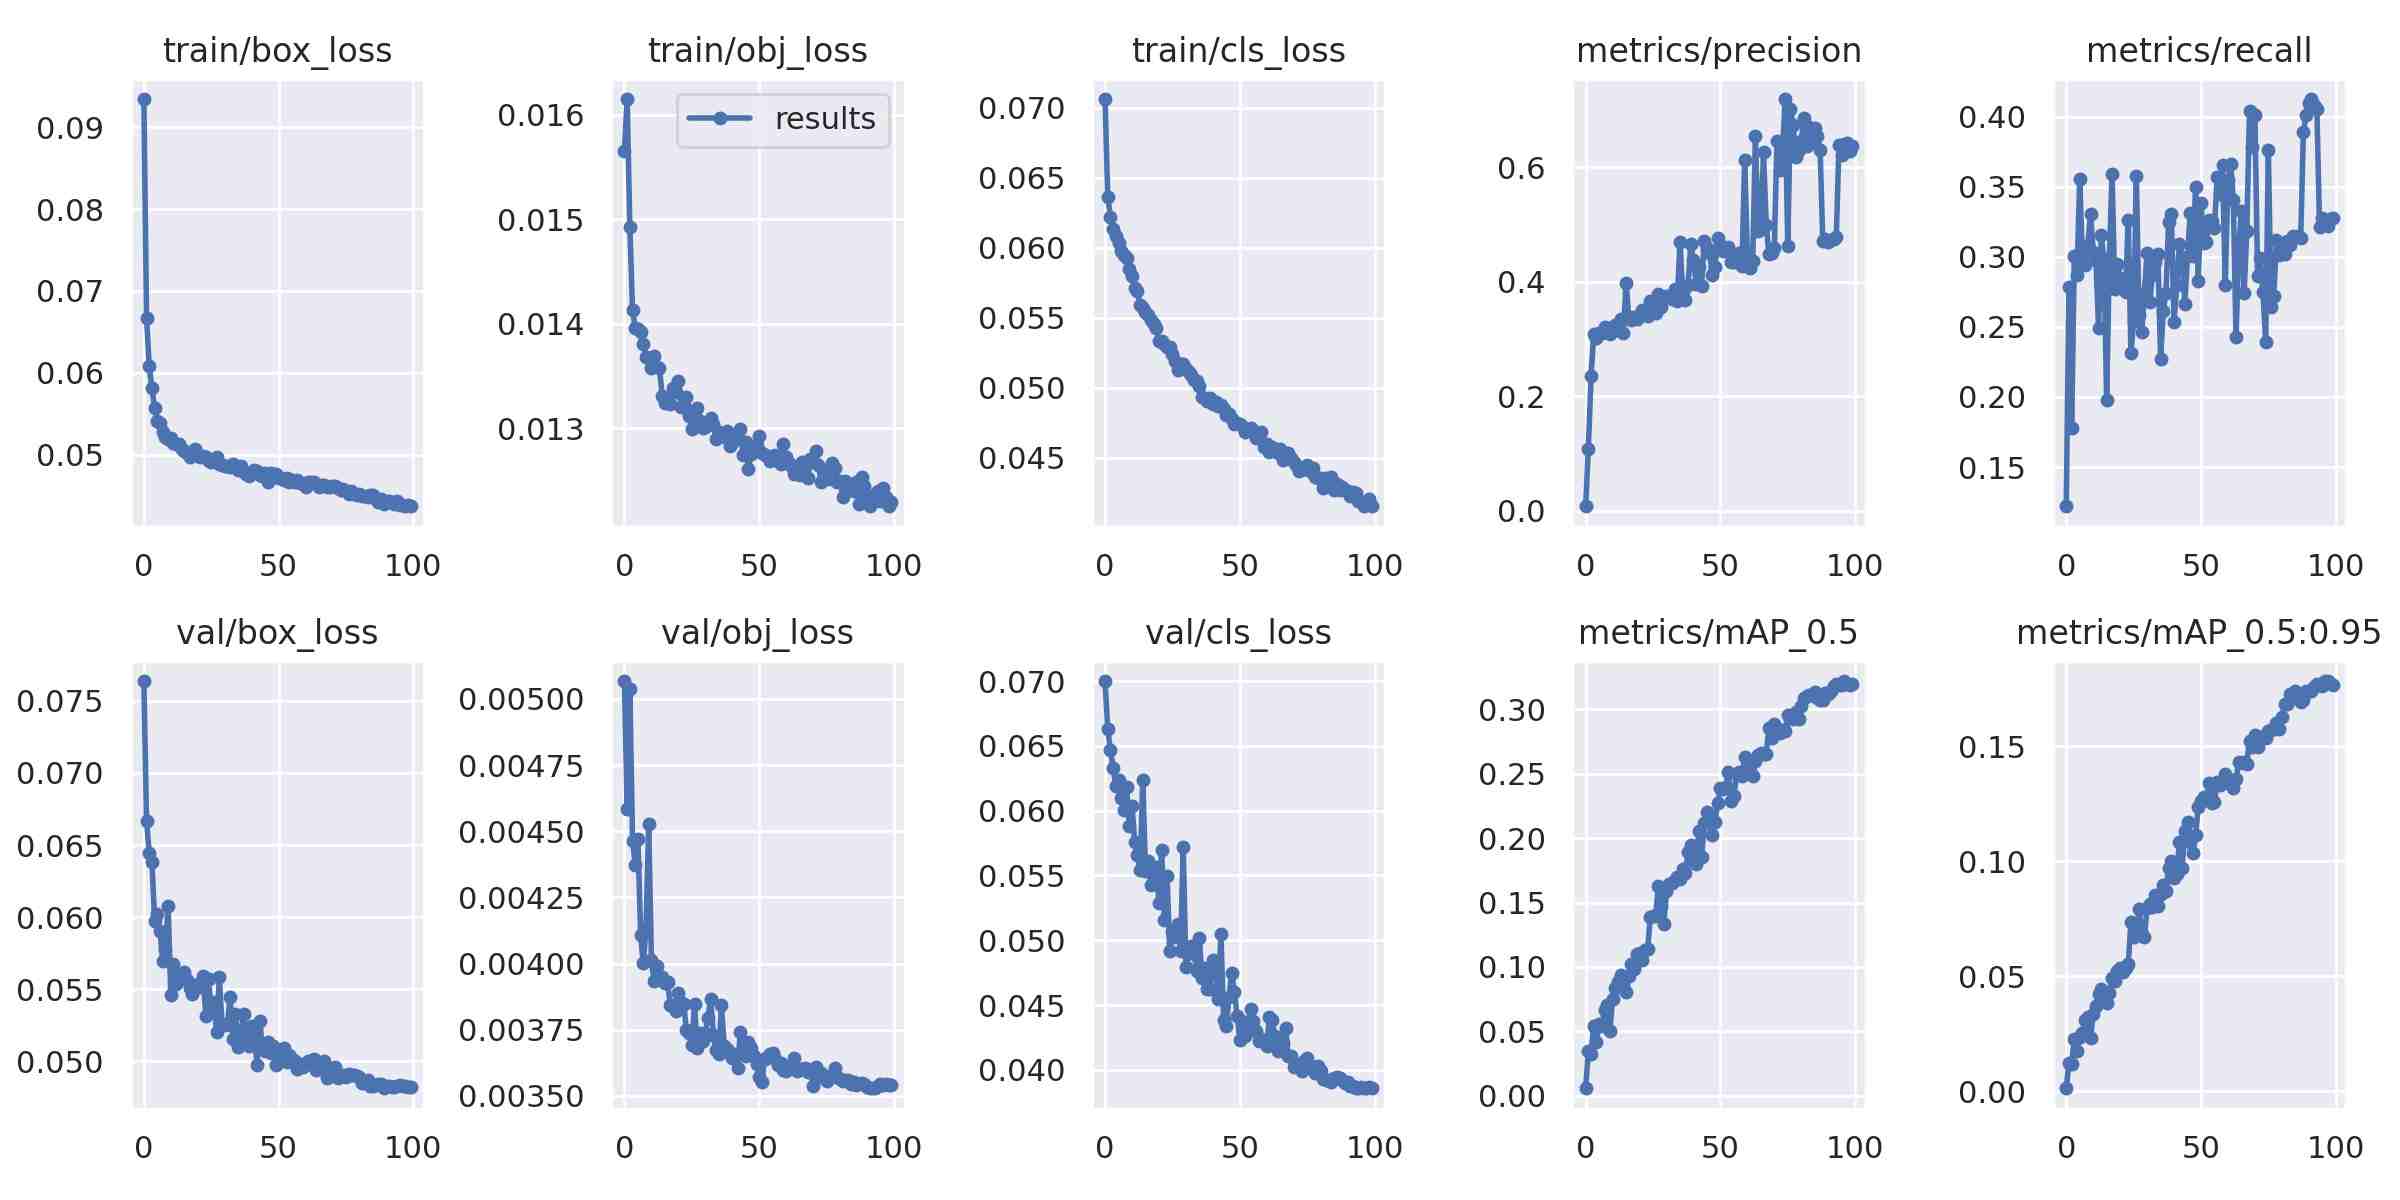 train/box_loss
0.09
0.08
0.07
0.06
0.05
0 50 100
train/obj_loss
results
0.016
0.015
0.014
0.013
0 50 100
train/cls_loss
0.070
0.065
0.060
0.055
0.050
0.045
0 50 100
metrics/precision
0.6
0.4
0.2
0.0
0 50 100
metrics/recall
0.40
0.35
0.30
0.25
0.20
0.15
0 50 100
val/box_loss
0.075
0.070
0.065
0.060
0.055
0.050
0 50 100
val/obj_loss
0.00500
0.00475
0.00450
0.00425
0.00400
0.00375
0.00350
0 50 100
val/cls_loss
0.070
0.065
0.060
0.055
0.050
0.045
0.040
0 50 100
metrics/mAP_0.5
0.30
0.25
0.20
0.15
0.10
0.05
0.00
0 50 100
metrics/mAP_0.5:0.95
0.15
0.10
0.05
0.00
0 50 100